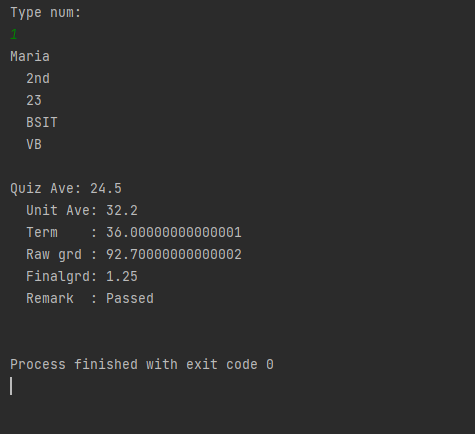 Type num:
1
Maria
2nd
23
BSIT
VB
Quiz Ave: 24.5
Unit Ave: 32.2
Term    : 36.00000000000001
Raw grd : 92.70000000000002
Finalgrd: 1.25
Remark  : Passed
Process finished with exit code 0